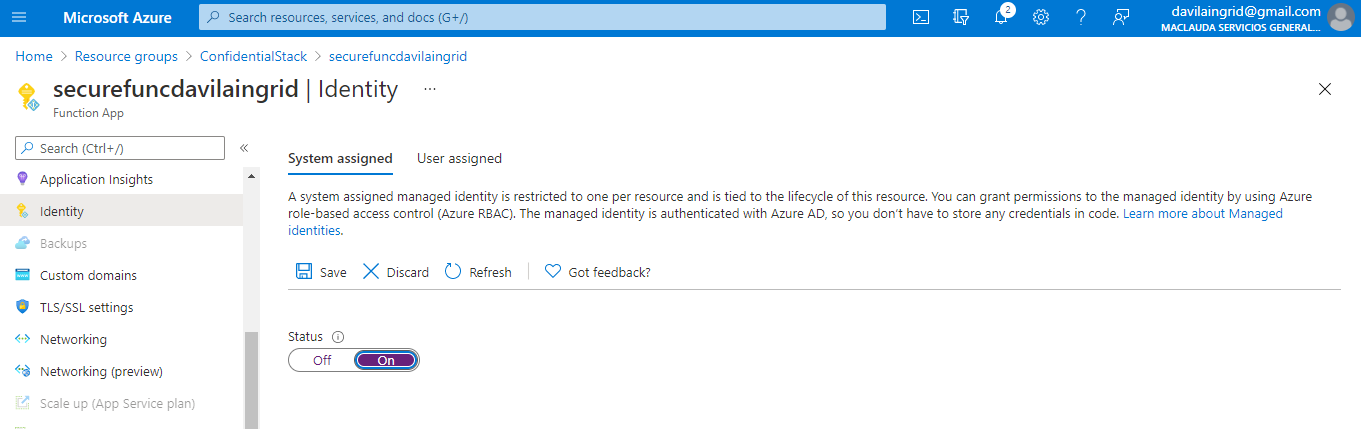 Microsoft Azure
Search resources, services, and docs (G+/)
2
davilaingrid@gmail.com
MACLAUDA SERVICIOS GENERAL...
Home > Resource groups > ConfidentialStack > securefuncdavilaingrid
securefuncdavilaingrid | Identity ...
Function App
Search (Ctrl+/)
«
Application Insights
Identity
Backups
Custom domains
TLS/SSL settings
Networking
Networking (preview)
Scale up (App Service plan)
System assigned User assigned
A system assigned managed identity is restricted to one per resource and is tied to the lifecycle of this resource. You can grant permissions to the managed identity by using Azure
role-based access control (Azure RBAC). The managed identity is authenticated with Azure AD, so you don't have to store any credentials in code. Learn more about Managed
identities.
Save Discard Refresh Got feedback?
Status
Off On